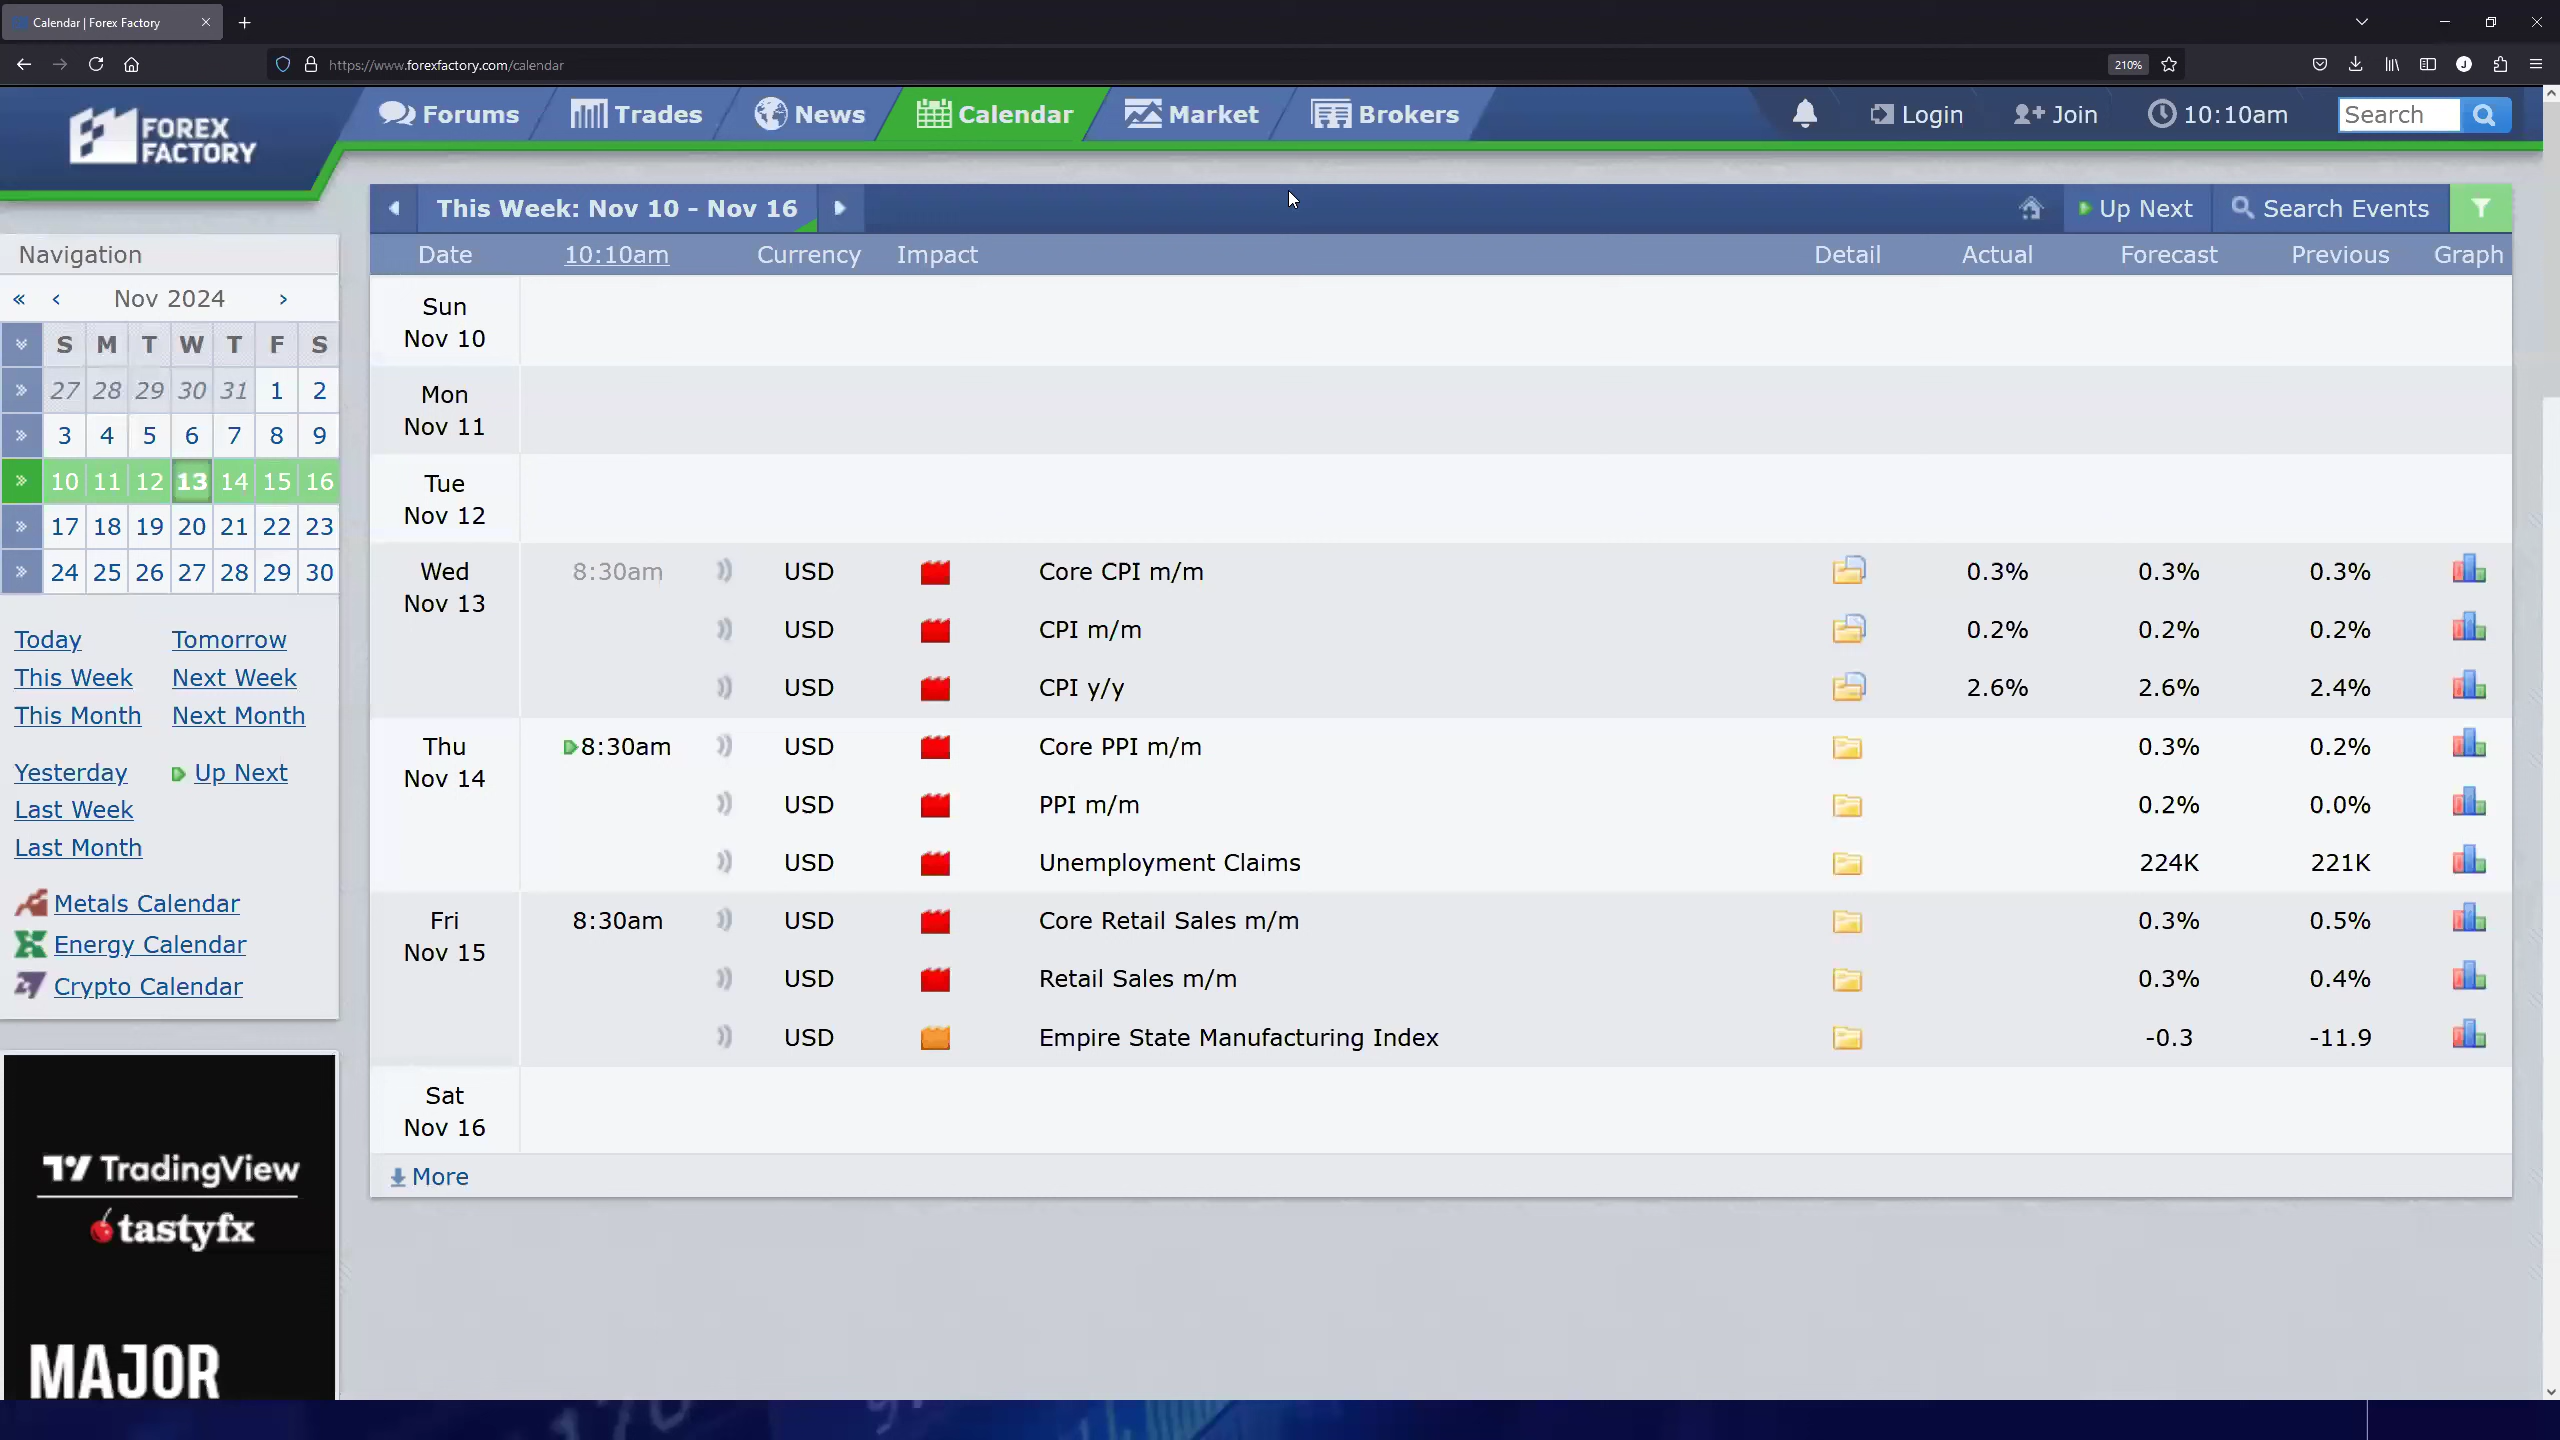 Calendar | Forex Factory
https://www.forexfactory.com/calendar
210%
J
FOREX
FACTORY
Forums
Trades
News
Calendar
Market
Brokers
Login
Join
10:10am
Search
This Week: Nov 10 - Nov 16
Up Next
Search Events
Date 10:10am Currency Impact Detail Actual Forecast Previous Graph
Navigation
« ‹ Nov 2024 ›
S M T W T F S
27 28 29 30 31 1 2
3 4 5 6 7 8 9
10 11 12 13 14 15 16
17 18 19 20 21 22 23
24 25 26 27 28 29 30
Today Tomorrow
This Week Next Week
This Month Next Month
Yesterday Up Next
Last Week
Last Month
Metals Calendar
Energy Calendar
Crypto Calendar
TradingView
tastyfx
MAJOR
Sun
Nov 10
Mon
Nov 11
Tue
Nov 12
Wed
Nov 13
8:30am USD Core CPI m/m 0.3% 0.3% 0.3%
USD CPI m/m 0.2% 0.2% 0.2%
USD CPI y/y 2.6% 2.6% 2.4%
Thu
Nov 14
8:30am USD Core PPI m/m 0.3% 0.2%
USD PPI m/m 0.2% 0.0%
USD Unemployment Claims 224K 221K
Fri
Nov 15
8:30am USD Core Retail Sales m/m 0.3% 0.5%
USD Retail Sales m/m 0.3% 0.4%
USD Empire State Manufacturing Index -0.3 -11.9
Sat
Nov 16
More